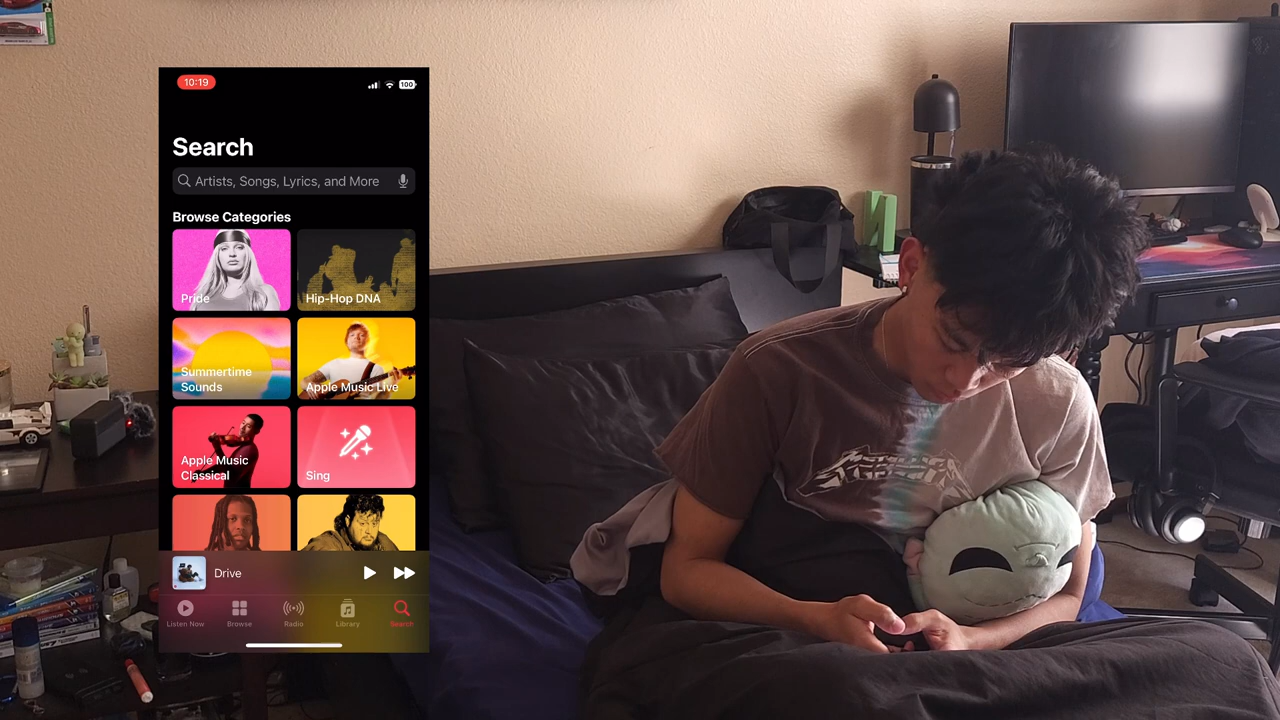 10:19
100
Search
Artists, Songs, Lyrics, and More
Browse Categories
Pride
Hip-Hop DNA
Summertime
Sounds
Apple Music Live
Apple Music
Classical
Sing
Drive
Listen Now
Browse
Radio
Library
Search